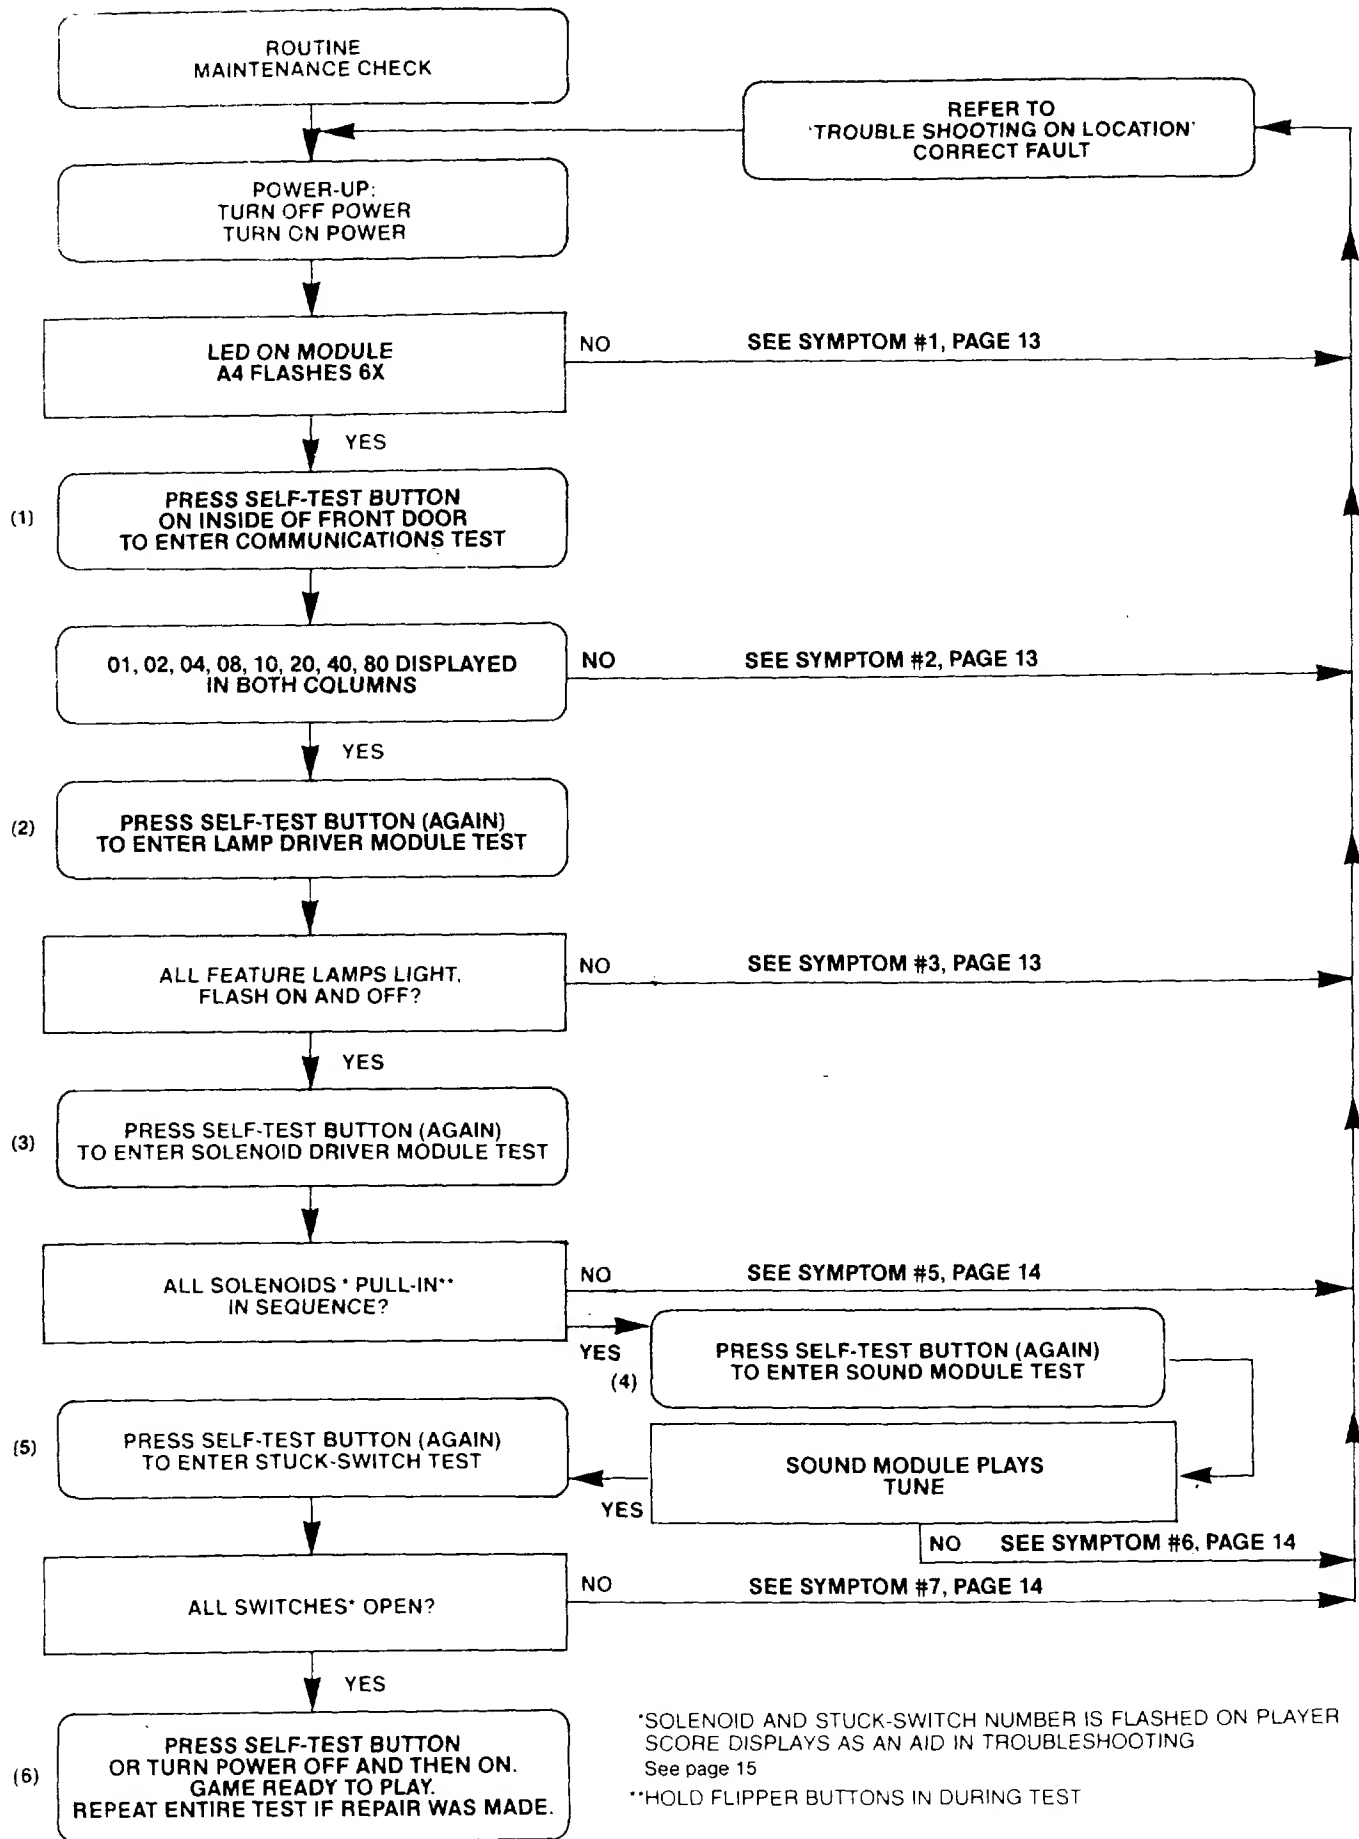 ROUTINE
MAINTENANCE CHECK
REFER TO
'TROUBLE SHOOTING ON LOCATION'
CORRECT FAULT
POWER-UP:
TURN OFF POWER
TURN ON POWER
LED ON MODULE
A4 FLASHES 6X
NO
SEE SYMPTOM #1, PAGE 13
YES
(1)
PRESS SELF-TEST BUTTON
ON INSIDE OF FRONT DOOR
TO ENTER COMMUNICATIONS TEST
01, 02, 04, 08, 10, 20, 40, 80 DISPLAYED
IN BOTH COLUMNS
NO
SEE SYMPTOM #2, PAGE 13
YES
(2)
PRESS SELF-TEST BUTTON (AGAIN)
TO ENTER LAMP DRIVER MODULE TEST
ALL FEATURE LAMPS LIGHT,
FLASH ON AND OFF?
NO
SEE SYMPTOM #3, PAGE 13
YES
(3)
PRESS SELF-TEST BUTTON (AGAIN)
TO ENTER SOLENOID DRIVER MODULE TEST
ALL SOLENOIDS * PULL-IN**
IN SEQUENCE?
NO
SEE SYMPTOM #5, PAGE 14
YES
(4)
PRESS SELF-TEST BUTTON (AGAIN)
TO ENTER SOUND MODULE TEST
SOUND MODULE PLAYS
TUNE
YES
NO SEE SYMPTOM #6, PAGE 14
(5)
PRESS SELF-TEST BUTTON (AGAIN)
TO ENTER STUCK-SWITCH TEST
ALL SWITCHES* OPEN?
NO
SEE SYMPTOM #7, PAGE 14
YES
(6)
PRESS SELF-TEST BUTTON
OR TURN POWER OFF AND THEN ON.
GAME READY TO PLAY.
REPEAT ENTIRE TEST IF REPAIR WAS MADE.
*SOLENOID AND STUCK-SWITCH NUMBER IS FLASHED ON PLAYER
SCORE DISPLAYS AS AN AID IN TROUBLESHOOTING
See page 15
**HOLD FLIPPER BUTTONS IN DURING TEST